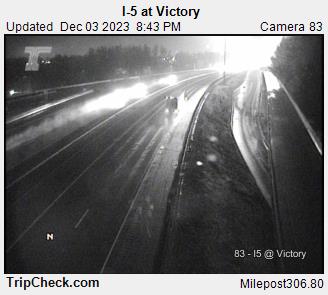 I-5 at Victory
Updated Dec 03 2023 8:43 PM Camera 83
T
N
83 - I5 @ Victory
TripCheck.com Milepost306.80